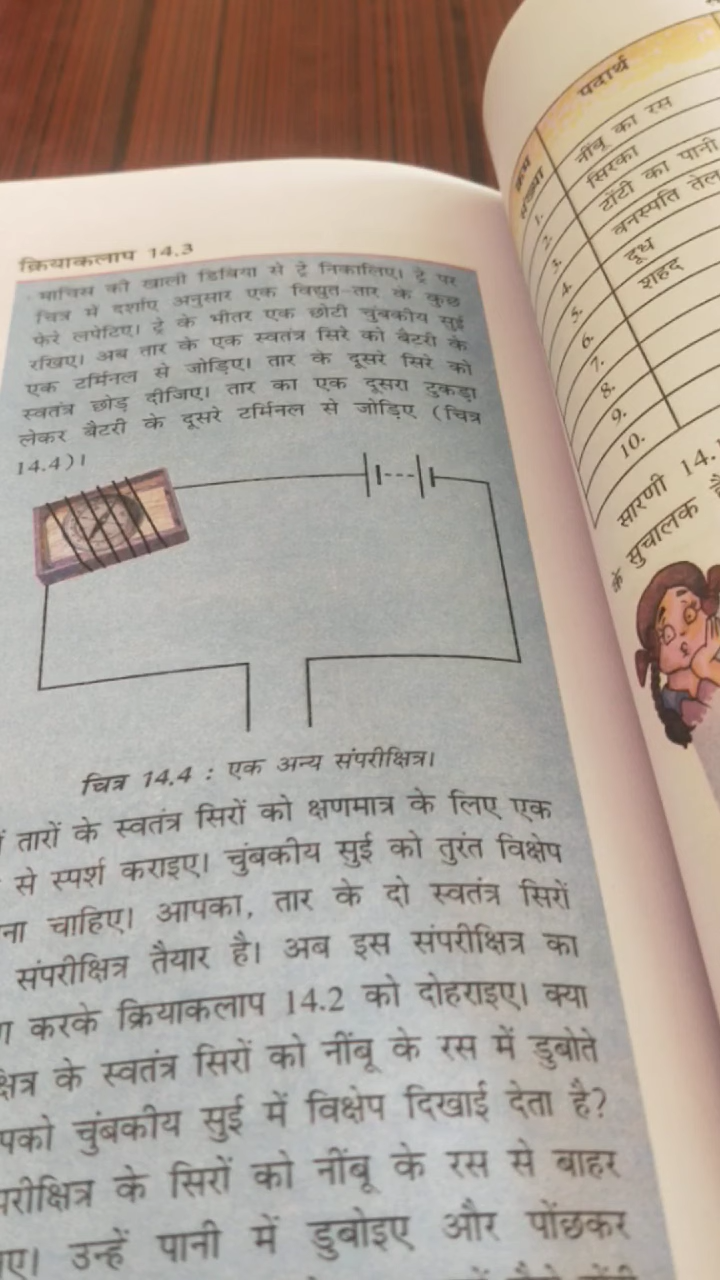 क्रियाकलाप 14.3
माचिस की खाली डिबिया से ट्रे निकालिए। ट्रे पर
चित्र में दर्शाए अनुसार एक विद्युत-तार के कुछ
फेरे लपेटिए। ट्रे के भीतर एक छोटी चुंबकीय सुई
रखिए। अब तार के एक स्वतंत्र सिरे को बैटरी के
एक टर्मिनल से जोड़िए। तार के दूसरे सिरे को
स्वतंत्र छोड़ दीजिए। तार का एक दूसरा टुकड़ा
लेकर बैटरी के दूसरे टर्मिनल से जोड़िए (चित्र
14.4)।
चित्र 14.4 : एक अन्य संपरीक्षित्र।
तारों के स्वतंत्र सिरों को क्षणमात्र के लिए एक
से स्पर्श कराइए। चुंबकीय सुई को तुरंत विक्षेप
ना चाहिए। आपका, तार के दो स्वतंत्र सिरों
संपरीक्षित्र तैयार है। अब इस संपरीक्षित्र का
करके क्रियाकलाप 14.2 को दोहराइए। क्या
क्षित्र के स्वतंत्र सिरों को नींबू के रस में डुबोते
पको चुंबकीय सुई में विक्षेप दिखाई देता है?
परीक्षित्र के सिरों को नींबू के रस से बाहर
ए। उन्हें पानी में डुबोइए और पोंछकर
क्रम संख्या
पदार्थ
1. नींबू का रस
2. सिरका
3. टोंटी का पानी
4. वनस्पति तेल
5. दूध
6. शहद
7.
8.
9.
10.
सारणी 14.
के सुचालक